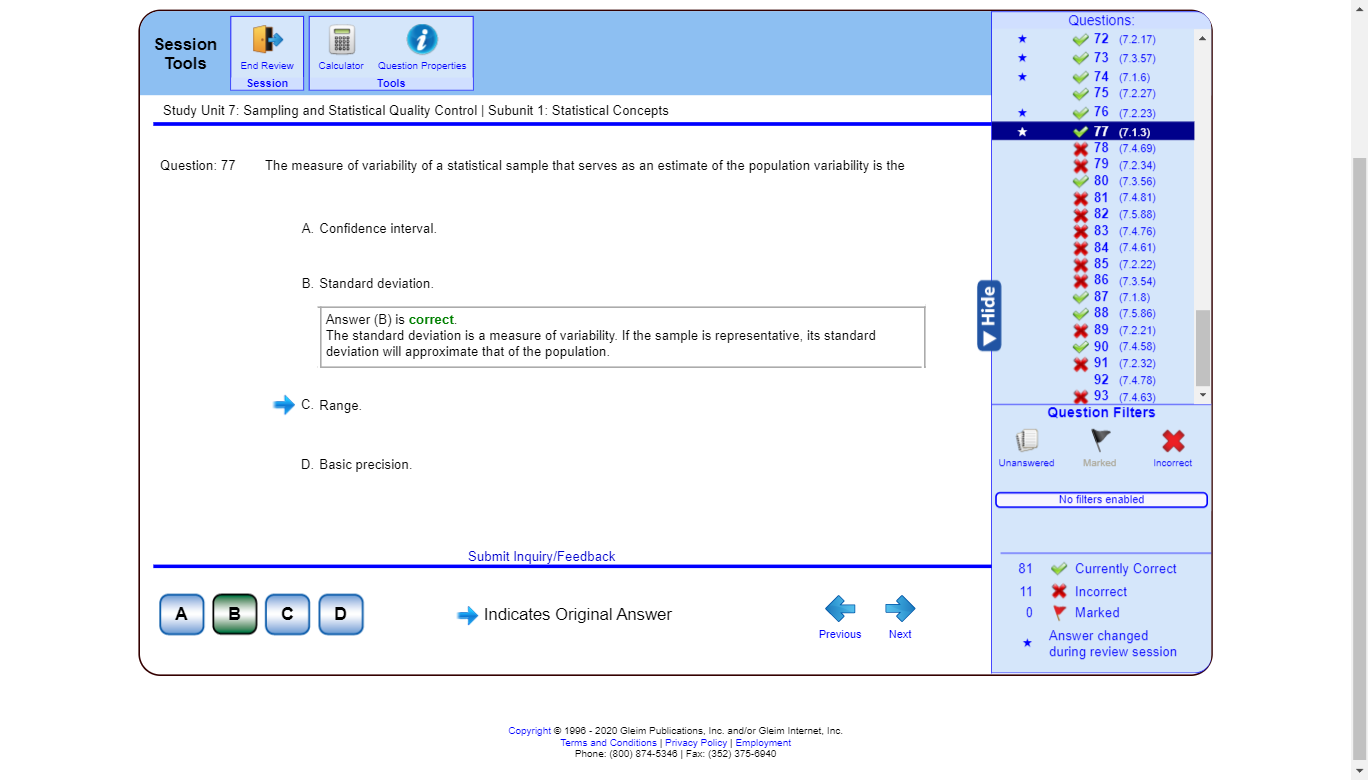 Session
Tools
End Review
Session
Calculator
Question Properties
Tools
Study Unit 7: Sampling and Statistical Quality Control | Subunit 1: Statistical Concepts
Question: 77 The measure of variability of a statistical sample that serves as an estimate of the population variability is the
A. Confidence interval.
B. Standard deviation.
Answer (B) is correct.
The standard deviation is a measure of variability. If the sample is representative, its standard
deviation will approximate that of the population.
C. Range.
D. Basic precision.
Submit Inquiry/Feedback
A B C D
Indicates Original Answer
Previous
Next
Hide
Questions:
72 (7.2.17)
73 (7.3.57)
74 (7.1.6)
75 (7.2.27)
76 (7.2.23)
77 (7.1.3)
78 (7.4.69)
79 (7.2.34)
80 (7.3.56)
81 (7.4.81)
82 (7.5.88)
83 (7.4.76)
84 (7.4.61)
85 (7.2.22)
86 (7.3.54)
87 (7.1.8)
88 (7.5.86)
89 (7.2.21)
90 (7.4.58)
91 (7.2.32)
92 (7.4.78)
93 (7.4.63)
Question Filters
Unanswered
Marked
Incorrect
No filters enabled
81 Currently Correct
11 Incorrect
0 Marked
Answer changed
during review session
Copyright © 1996 - 2020 Gleim Publications, Inc. and/or Gleim Internet, Inc.
Terms and Conditions | Privacy Policy | Employment
Phone: (800) 874-5346 | Fax: (352) 375-6940